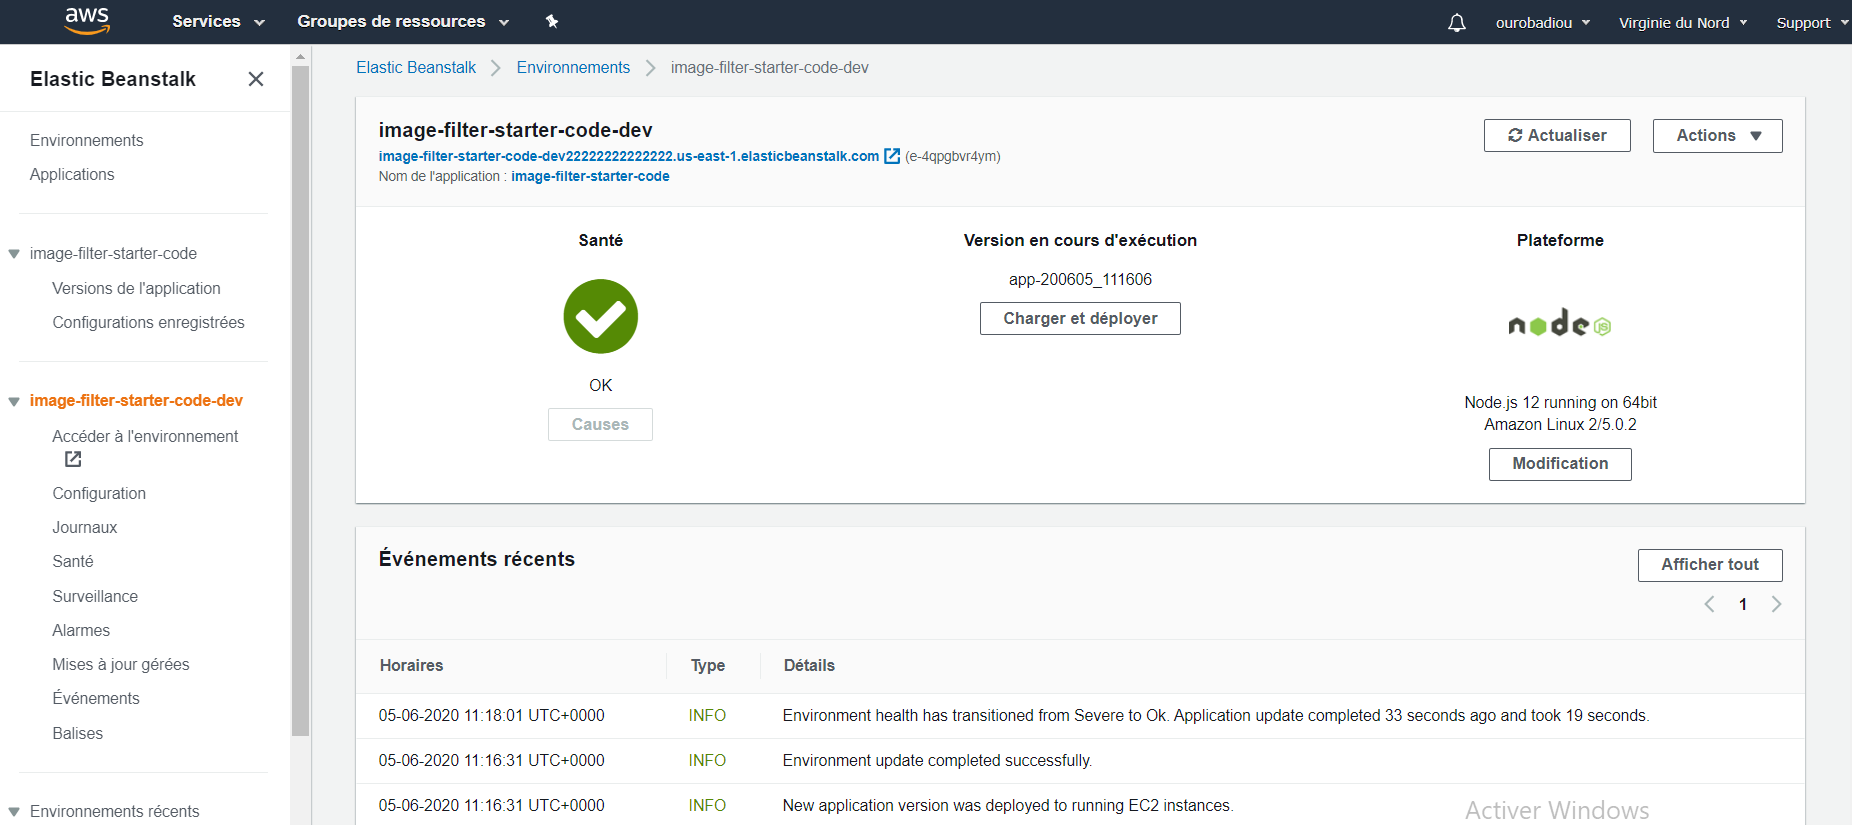 aws Services Groupes de ressources ourobadiou Virginie du Nord Support
Elastic Beanstalk
Environnements
Applications
image-filter-starter-code
Versions de l'application
Configurations enregistrées
image-filter-starter-code-dev
Accéder à l'environnement
Configuration
Journaux
Santé
Surveillance
Alarmes
Mises à jour gérées
Événements
Balises
Environnements récents
Elastic Beanstalk Environnements image-filter-starter-code-dev
image-filter-starter-code-dev
image-filter-starter-code-dev22222222222222.us-east-1.elasticbeanstalk.com (e-4qpgbvr4ym)
Nom de l'application : image-filter-starter-code
Actualiser Actions
Santé
OK
Causes
Version en cours d'exécution
app-200605_111606
Charger et déployer
Plateforme
node JS
Node.js 12 running on 64bit
Amazon Linux 2/5.0.2
Modification
Événements récents
Afficher tout
1
Horaires Type Détails
05-06-2020 11:18:01 UTC+0000 INFO Environment health has transitioned from Severe to Ok. Application update completed 33 seconds ago and took 19 seconds.
05-06-2020 11:16:31 UTC+0000 INFO Environment update completed successfully.
05-06-2020 11:16:31 UTC+0000 INFO New application version was deployed to running EC2 instances.
Activer Windows